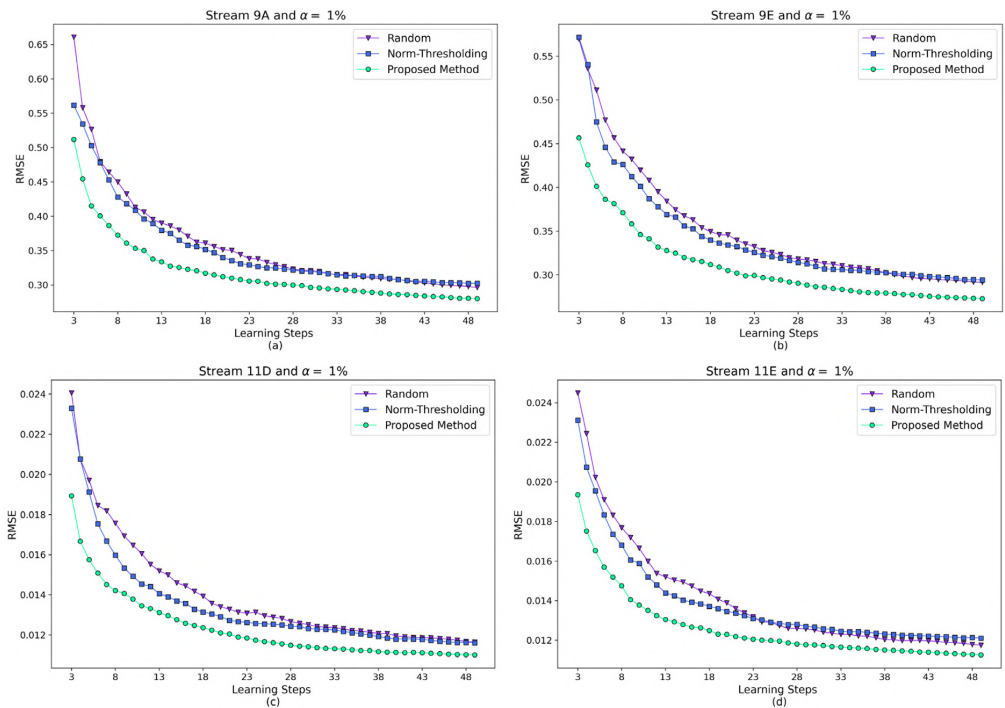 Stream 9A and α = 1%
RMSE
0.65
0.60
0.55
0.50
0.45
0.40
0.35
0.30
Random
Norm-Thresholding
Proposed Method
3 8 13 18 23 28 33 38 43 48
Learning Steps
(a)
Stream 9E and α = 1%
RMSE
0.55
0.50
0.45
0.40
0.35
0.30
Random
Norm-Thresholding
Proposed Method
3 8 13 18 23 28 33 38 43 48
Learning Steps
(b)
Stream 11D and α = 1%
RMSE
0.024
0.022
0.020
0.018
0.016
0.014
0.012
Random
Norm-Thresholding
Proposed Method
3 8 13 18 23 28 33 38 43 48
Learning Steps
(c)
Stream 11E and α = 1%
RMSE
0.024
0.022
0.020
0.018
0.016
0.014
0.012
Random
Norm-Thresholding
Proposed Method
3 8 13 18 23 28 33 38 43 48
Learning Steps
(d)